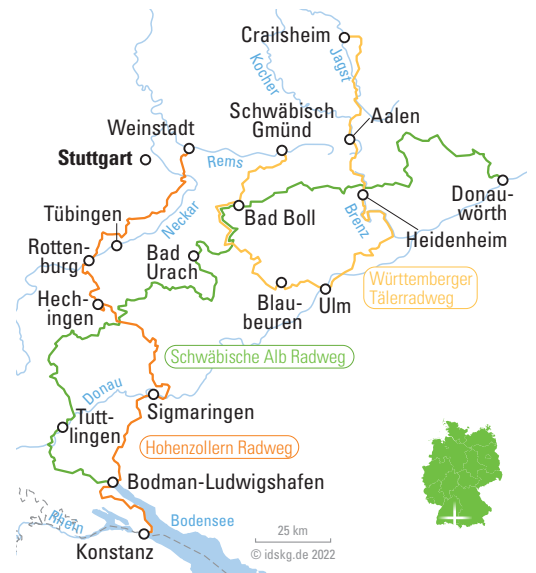 Crailsheim
Kocher
Jagst
Schwäbisch
Gmünd
Aalen
Weinstadt
Stuttgart
Rems
Donau-
wörth
Tübingen
Neckar
Bad Boll
Brenz
Heidenheim
Rotten-
burg
Bad
Urach
Württemberger
Tälerradweg
Hech-
ingen
Blau-
beuren
Ulm
Schwäbische Alb Radweg
Donau
Sigmaringen
Tutt-
lingen
Hohenzollern Radweg
Bodman-Ludwigshafen
Rhein
Bodensee
25 km
Konstanz
© idskg.de 2022